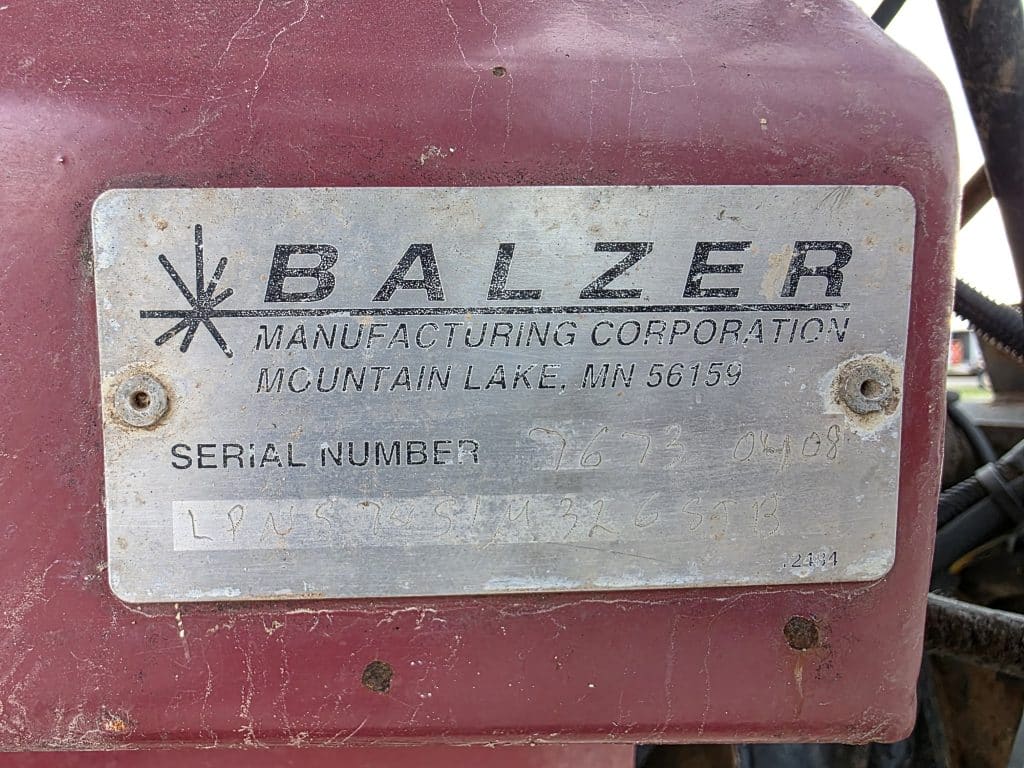 BALZER
MANUFACTURING CORPORATION
MOUNTAIN LAKE, MN 56159
SERIAL NUMBER 7673 0408